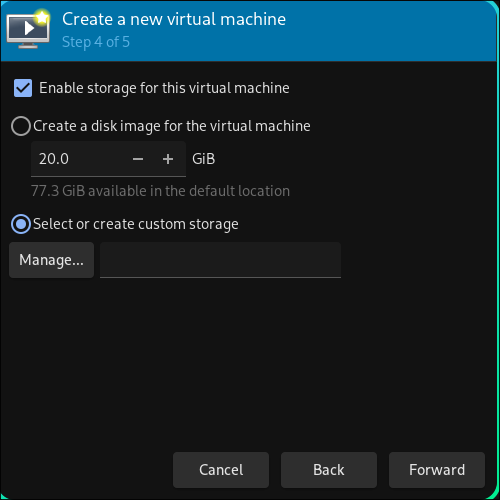 Create a new virtual machine
Step 4 of 5
Enable storage for this virtual machine
Create a disk image for the virtual machine
20.0 − + GiB
77.3 GiB available in the default location
Select or create custom storage
Manage...
Cancel Back Forward